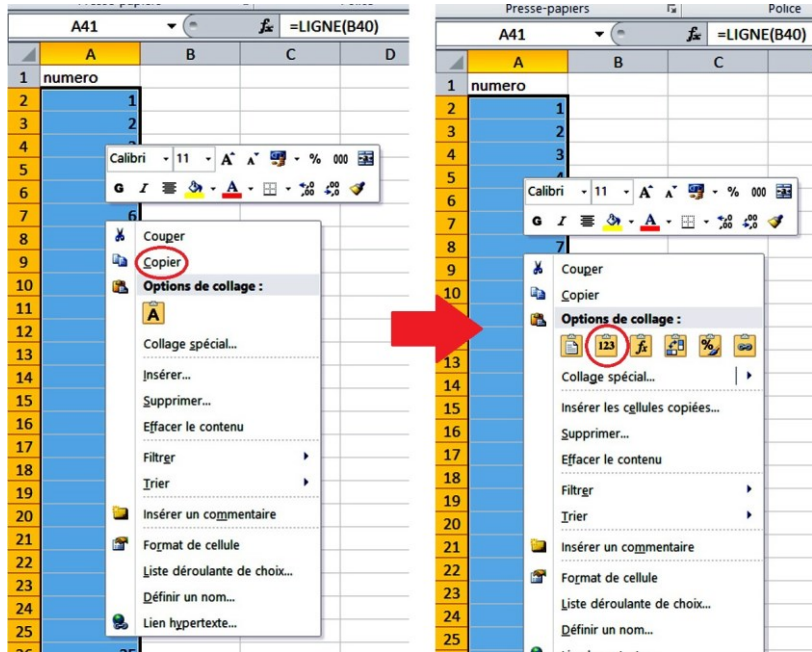 Presse-papiers
Police
A41
fx
=LIGNE(B40)
A
B
C
D
1
numero
2
1
3
2
4
3
5
Calibri
11
A
A
%
000
6
G
I
A
7
6
8
Couper
9
Copier
10
Options de collage :
11
A
12
Collage spécial...
13
14
Insérer...
15
Supprimer...
16
Effacer le contenu
17
Filtrer
18
19
Trier
20
Insérer un commentaire
21
Format de cellule
22
Liste déroulante de choix...
23
24
Définir un nom...
25
Lien hypertexte...
26
25
Presse-papiers
Police
A41
fx
=LIGNE(B40)
A
B
C
1
numero
2
1
3
2
4
3
5
4
Calibri
11
A
A
%
000
6
G
I
A
7
8
7
9
Couper
10
Copier
Options de collage :
123
fx
%
13
Collage spécial...
14
15
Insérer les cellules copiées...
16
Supprimer...
17
Effacer le contenu
18
Filtrer
19
Trier
20
21
Insérer un commentaire
22
Format de cellule
23
Liste déroulante de choix...
24
Définir un nom...
25